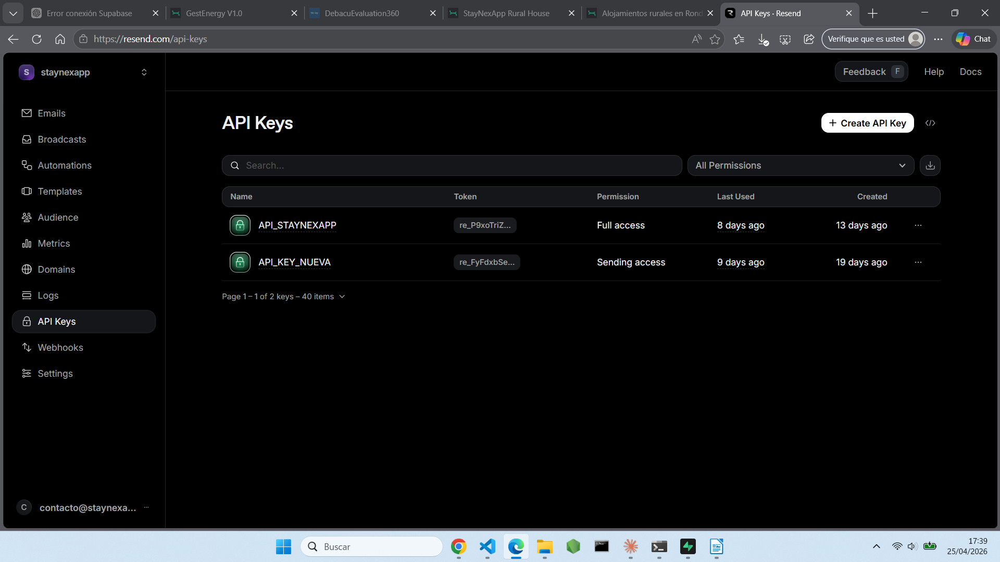 Error conexión Supabase
GestEnergy V1.0
DebacuEvaluation360
StayNexApp Rural House
Alojamientos rurales en Rond
API Keys · Resend
https://resend.com/api-keys
Verifique que es usted
Chat
S staynexapp
Feedback F
Help
Docs
Emails
Broadcasts
Automations
Templates
Audience
Metrics
Domains
Logs
API Keys
Webhooks
Settings
C contacto@staynexa...
API Keys
+ Create API Key
Search...
All Permissions
Name Token Permission Last Used Created
API_STAYNEXAPP re_P9xoTriZ... Full access 8 days ago 13 days ago
API_KEY_NUEVA re_FyFdxbSe... Sending access 9 days ago 19 days ago
Page 1 – 1 of 2 keys – 40 items
Buscar
17:39
25/04/2026